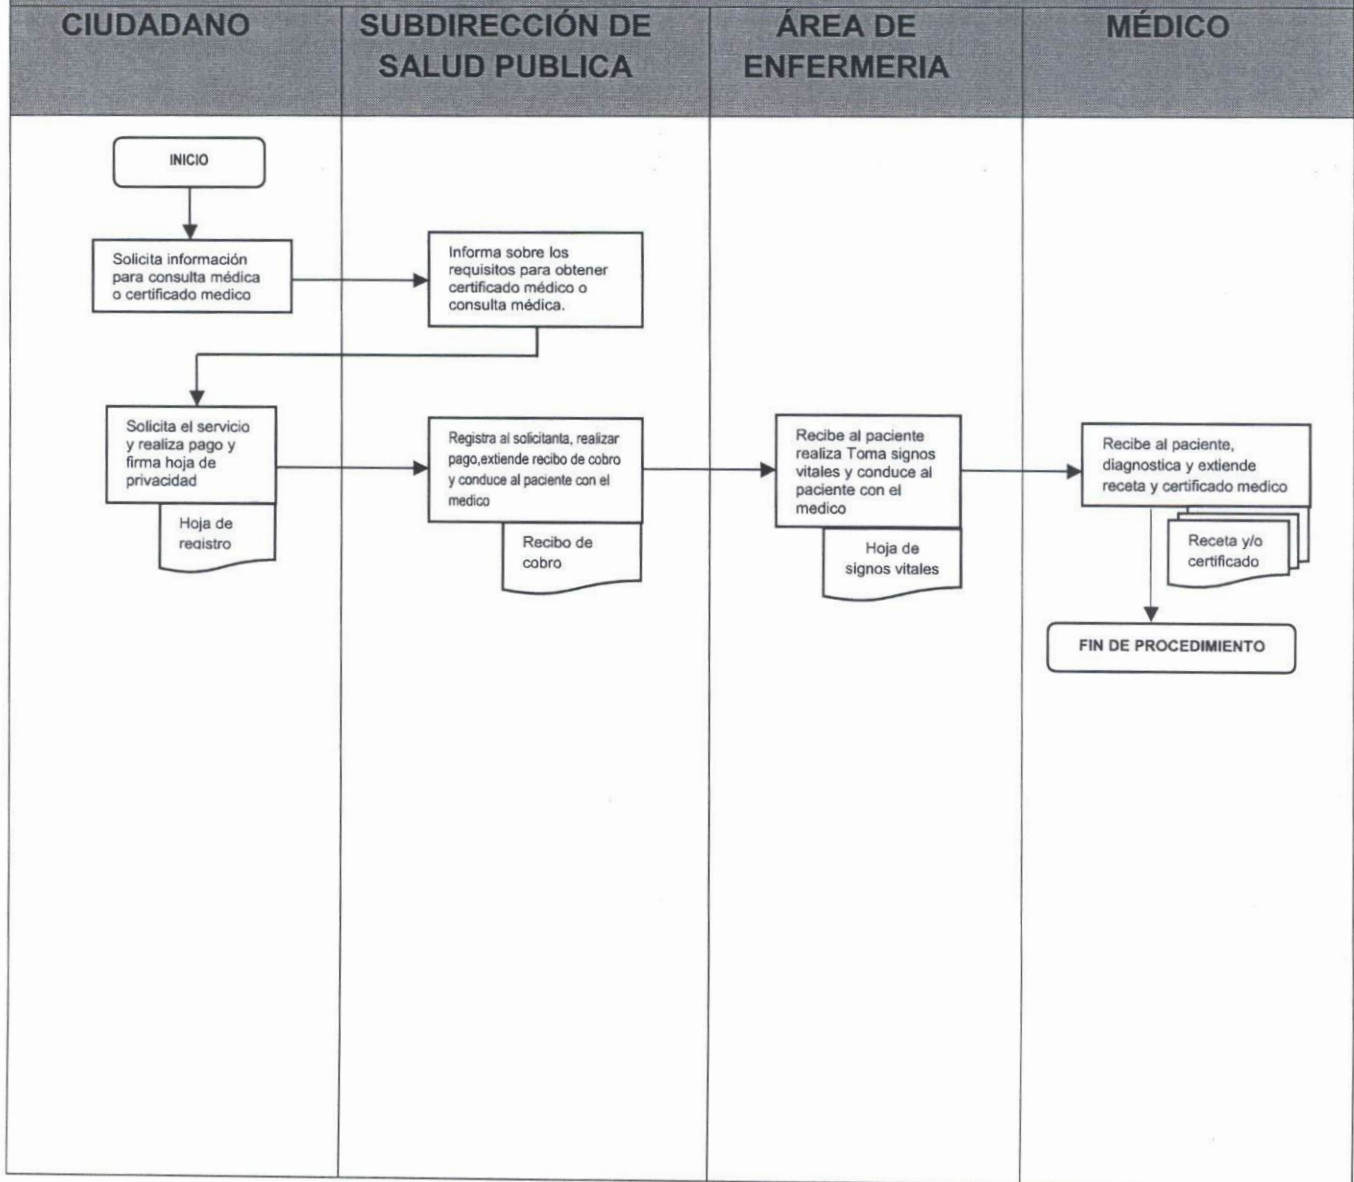 CIUDADANO
SUBDIRECCIÓN DE
SALUD PUBLICA
ÁREA DE
ENFERMERIA
MÉDICO
INICIO
Solicita información
para consulta médica
o certificado medico
Informa sobre los
requisitos para obtener
certificado médico o
consulta médica.
Solicita el servicio
y realiza pago y
firma hoja de
privacidad
Hoja de
registro
Registra al solicitanta, realizar
pago,extiende recibo de cobro
y conduce al paciente con el
medico
Recibo de
cobro
Recibe al paciente
realiza Toma signos
vitales y conduce al
paciente con el
medico
Hoja de
signos vitales
Recibe al paciente,
diagnostica y extiende
receta y certificado medico
Receta y/o
certificado
FIN DE PROCEDIMIENTO